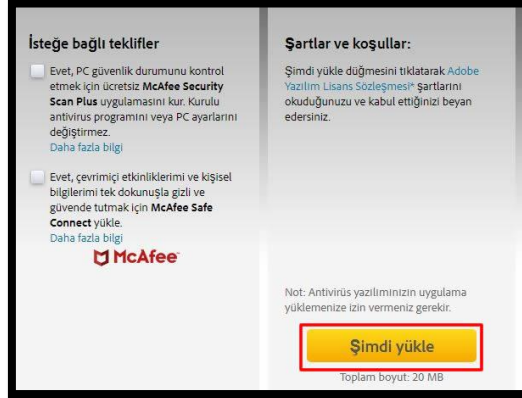 İsteğe bağlı teklifler
Evet, PC güvenlik durumunu kontrol
etmek için ücretsiz McAfee Security
Scan Plus uygulamasını kur. Kurulu
antivirus programını veya PC ayarlarını
değiştirmez.
Daha fazla bilgi
Evet, çevrimiçi etkinliklerimi ve kişisel
bilgilerimi tek dokunuşla gizli ve
güvende tutmak için McAfee Safe
Connect yükle.
Daha fazla bilgi
McAfee
Şartlar ve koşullar:
Şimdi yükle düğmesini tıklatarak Adobe
Yazılım Lisans Sözleşmesi* şartlarını
okuduğunuzu ve kabul ettiğinizi beyan
edersiniz.
Not: Antivirüs yazılımınızın uygulama
yüklemenize izin vermeniz gerekir.
Şimdi yükle
Toplam boyut: 20 MB